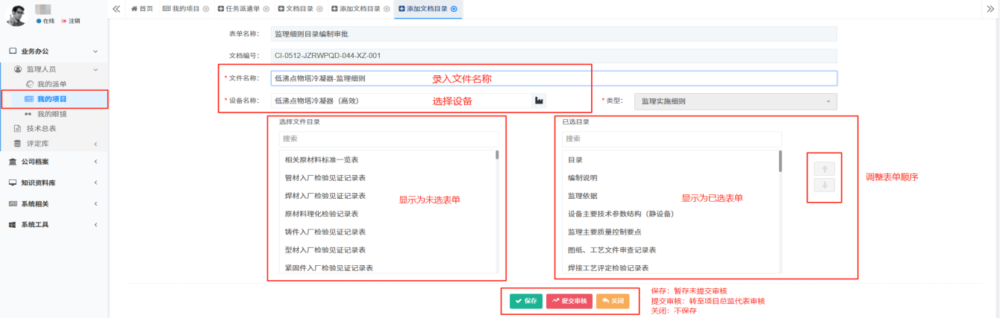 首页 我的项目 任务派遣单 文档目录 添加文档目录 添加文档目录
在线 注销
业务办公
监理人员
我的派单
我的项目
我的眼镜
技术总表
评定库
公司档案
知识资料库
系统相关
系统工具
表单名称: 监理细则目录编制审批
文档编号: CI-0512-JZRWPQD-044-XZ-001
* 文件名称: 低沸点物塔冷凝器-监理细则 录入文件名称
* 设备名称: 低沸点物塔冷凝器（高效） 选择设备 * 类型: 监理实施细则
选择文件目录
搜索
相关原材料标准一览表
管材入厂检验见证记录表
焊材入厂检验见证记录表
原材料理化检验记录表
铸件入厂检验见证记录表
型材入厂检验见证记录表
紧固件入厂检验见证记录表
显示为未选表单
已选目录
搜索
目录
编制说明
监理依据
设备主要技术参数结构（静设备）
监理主要质量控制要点
图纸、工艺文件审查记录表
焊接工艺评定检验记录表
显示为已选表单
调整表单顺序
保存 提交审核 关闭
保存：暂存未提交审核
提交审核：转至项目总监代表审核
关闭：不保存